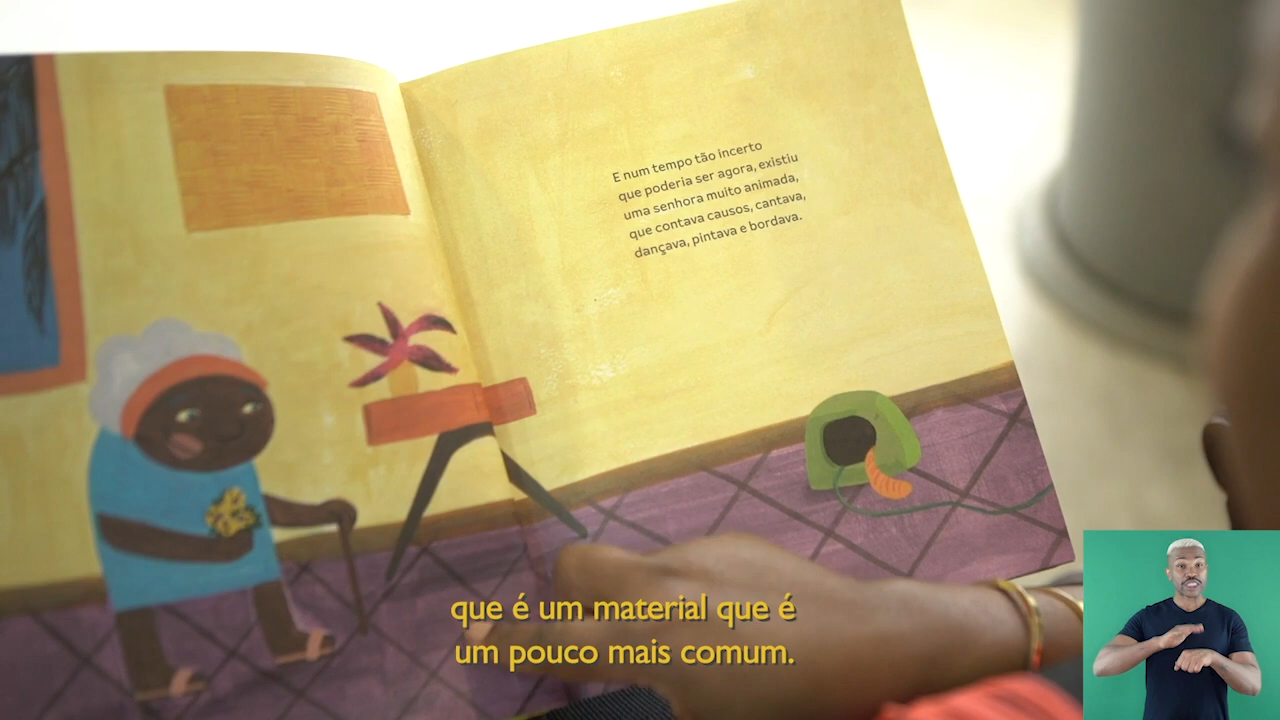 E num tempo tão incerto
que poderia ser agora, existiu
uma senhora muito animada,
que contava causos, cantava,
dançava, pintava e bordava.
que é um material que é
um pouco mais comum.